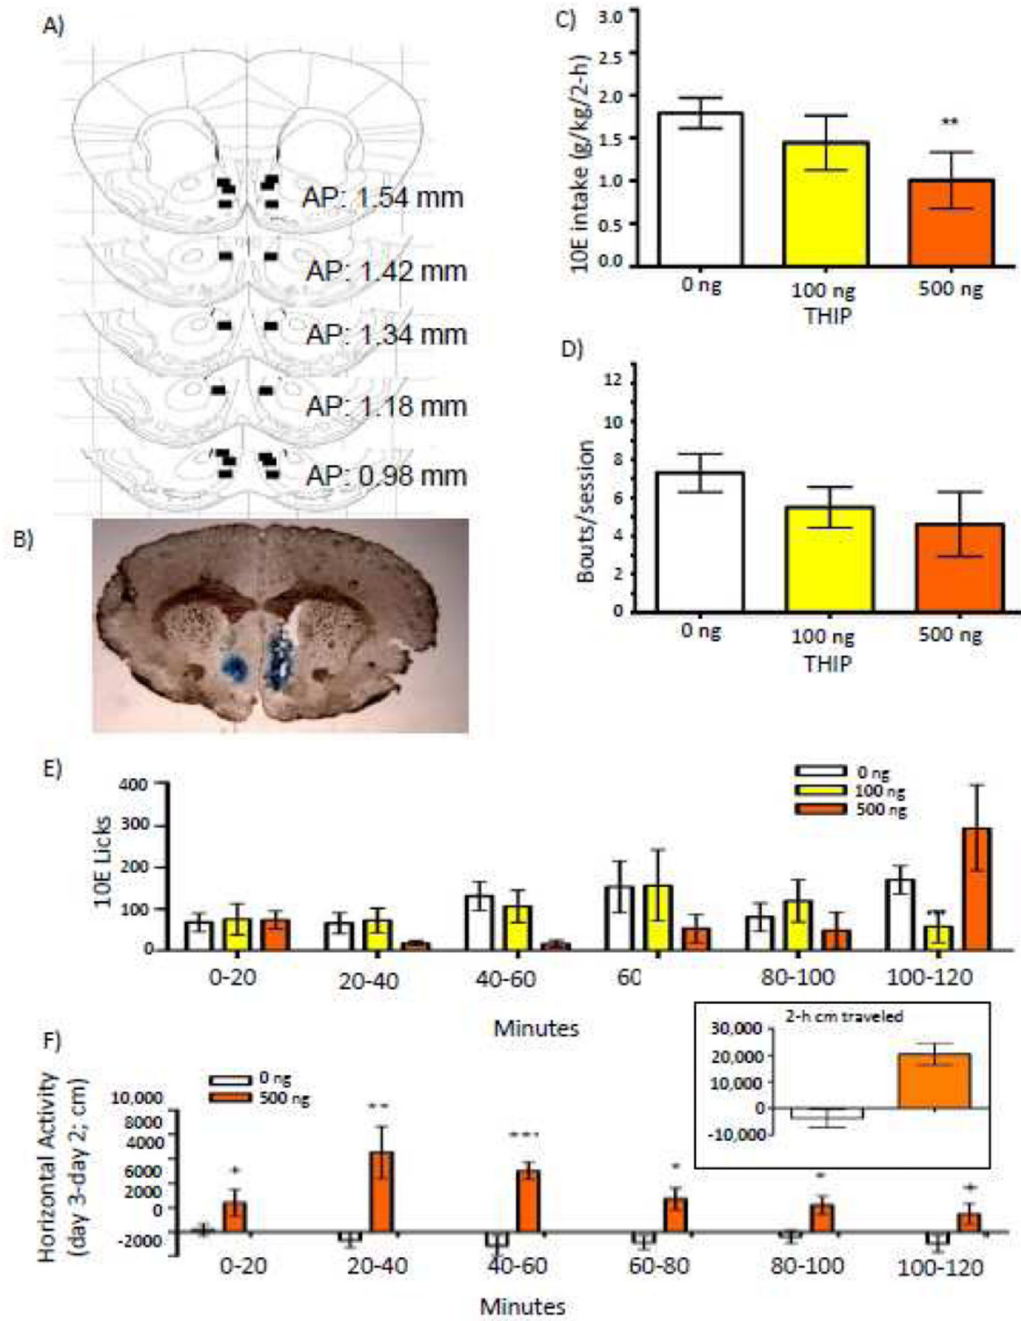 A)
AP: 1.54 mm
AP: 1.42 mm
AP: 1.34 mm
AP: 1.18 mm
AP: 0.98 mm
B)
C)
10E intake (g/kg/2-h)
3.0
2.5
2.0
1.5
1.0
0.5
0.0
**
0 ng
100 ng
500 ng
THIP
D)
Bouts/session
12
10
8
6
4
2
0
0 ng
100 ng
500 ng
THIP
E)
0 ng
100 ng
500 ng
10E Licks
400
300
200
100
0
0-20
20-40
40-60
60
80-100
100-120
Minutes
F)
0 ng
500 ng
Horizontal Activity
(day 3-day 2; cm)
10,000
8000
4000
6000
2000
0
-2000
2-h cm traveled
30,000
20,000
10,000
0
-10,000
0-20
20-40
40-60
60-80
80-100
100-120
Minutes